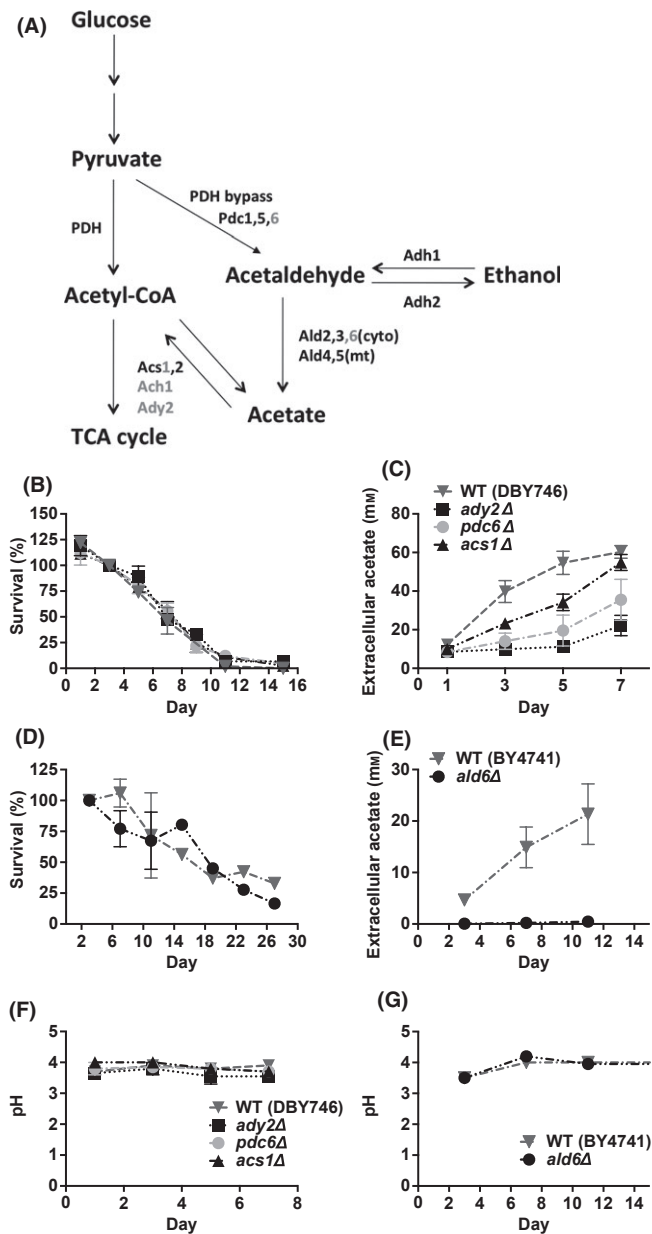 (A)
Glucose
Pyruvate
PDH bypass
Pdc1,5,6
PDH
Acetaldehyde
Adh1
Adh2
Ethanol
Acetyl-CoA
Ald2,3,6(cyto)
Ald4,5(mt)
Acs1,2
Ach1
Ady2
Acetate
TCA cycle
(B)
150
125
100
75
50
25
0
Survival (%)
0 2 4 6 8 10 12 14 16
Day
(C)
WT (DBY746)
ady2Δ
pdc6Δ
acs1Δ
80
60
40
20
0
Extracellular acetate (mM)
1 3 5 7
Day
(D)
125
100
75
50
25
0
Survival (%)
2 6 10 14 18 22 26 30
Day
(E)
WT (BY4741)
ald6Δ
30
20
10
0
Extracellular acetate (mM)
0 2 4 6 8 10 12 14
Day
(F)
5
4
3
2
1
0
pH
WT (DBY746)
ady2Δ
pdc6Δ
acs1Δ
0 2 4 6 8
Day
(G)
5
4
3
2
1
0
pH
WT (BY4741)
ald6Δ
0 2 4 6 8 10 12 14
Day